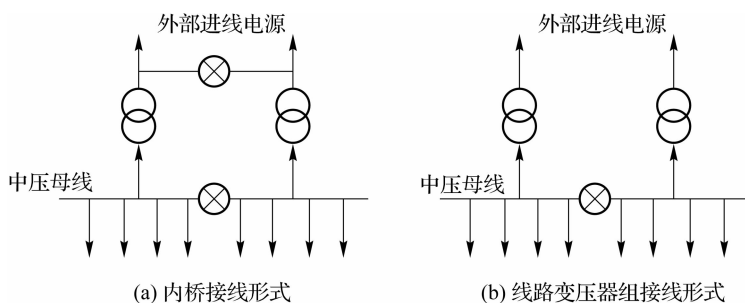 外部进线电源
外部进线电源
中压母线
中压母线
(a) 内桥接线形式
(b) 线路变压器组接线形式